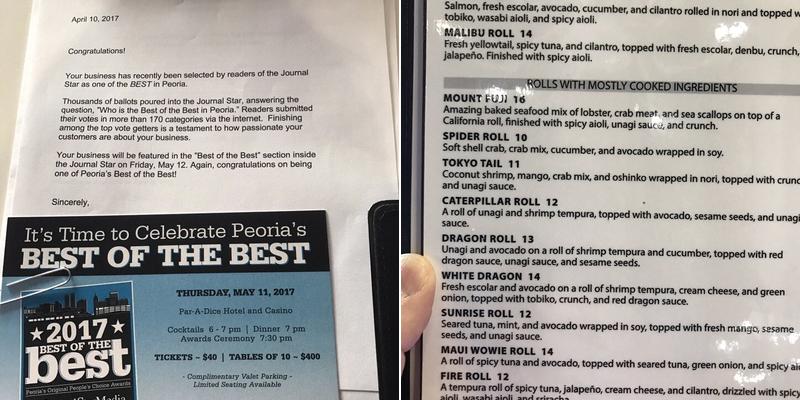 April 10, 2017
Congratulations!
Your business has recently been selected by readers of the Journal
Star as one of the BEST in Peoria.
Thousands of ballots poured into the Journal Star, answering the
question, "Who is the Best of the Best in Peoria." Readers submitted
their votes in more than 170 categories via the internet. Finishing
among the top vote getters is a testament to how passionate your
customers are about your business.
Your business will be featured in the "Best of the Best" section inside
the Journal Star on Friday, May 12. Again, congratulations on being
one of Peoria's Best of the Best!
Sincerely,
It's Time to Celebrate Peoria's
BEST OF THE BEST
THURSDAY, MAY 11, 2017
Par-A-Dice Hotel and Casino
Cocktails 6 - 7 pm | Dinner 7 pm
Awards Ceremony 7:30 pm
TICKETS ~ $40 | TABLES OF 10 ~ $400
- Complimentary Valet Parking -
Limited Seating Available
2017
BEST OF THE
best
Peoria's Original People's Choice Awards
Media
Salmon, fresh escolar, avocado, cucumber, and cilantro rolled in nori and topped w
tobiko, wasabi aioli, and spicy aioli.
MALIBU ROLL 14
Fresh yellowtail, spicy tuna, and cilantro, topped with fresh escolar, denbu, crunch,
jalapeño. Finished with spicy aioli.
ROLLS WITH MOSTLY COOKED INGREDIENTS
MOUNT FUJI 16
Amazing baked seafood mix of lobster, crab meat, and sea scallops on top of a
California roll, finished with spicy aioli, unagi sauce, and crunch.
SPIDER ROLL 10
Soft shell crab, crab mix, cucumber, and avocado wrapped in soy.
TOKYO TAIL 11
Coconut shrimp, mango, crab mix, and oshinko wrapped in nori, topped with crunc
and unagi sauce.
CATERPILLAR ROLL 12
A roll of unagi and shrimp tempura, topped with avocado, sesame seeds, and unagi
sauce.
DRAGON ROLL 13
Unagi and avocado on a roll of shrimp tempura and cucumber, topped with red
dragon sauce, unagi sauce, and sesame seeds.
WHITE DRAGON 14
Fresh escolar and avocado on a roll of shrimp tempura, cream cheese, and green
onion, topped with tobiko, crunch, and red dragon sauce.
SUNRISE ROLL 12
Seared tuna, mint, and avocado wrapped in soy, topped with fresh mango, sesame
seeds, and unagi sauce.
MAUI WOWIE ROLL 14
A roll of spicy tuna and avocado, topped with seared tuna, green onion, and spicy aio
FIRE ROLL 12
A tempura roll of spicy tuna, jalapeño, cream cheese, and cilantro, drizzled with spicy
aioli, wasabi aioli, and sriracha.